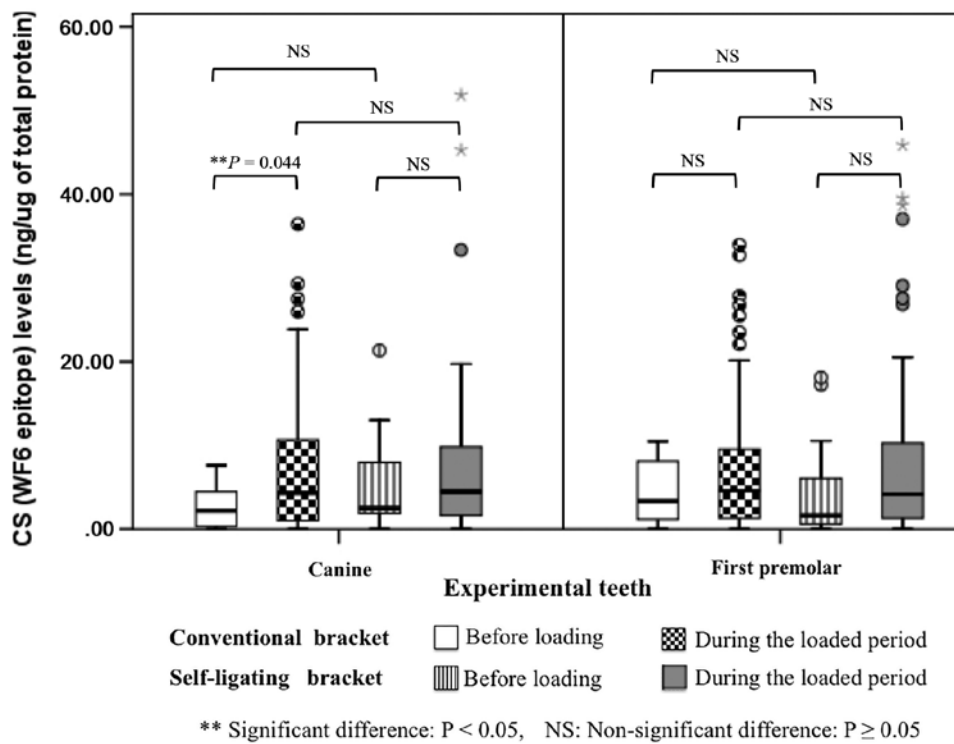 CS (WF6 epitope) levels (ng/ug of total protein)
60.00
40.00
20.00
.00
NS
NS
**P = 0.044
NS
NS
NS
NS
NS
Canine
First premolar
Experimental teeth
Conventional bracket Before loading During the loaded period
Self-ligating bracket Before loading During the loaded period
** Significant difference: P < 0.05, NS: Non-significant difference: P ≥ 0.05